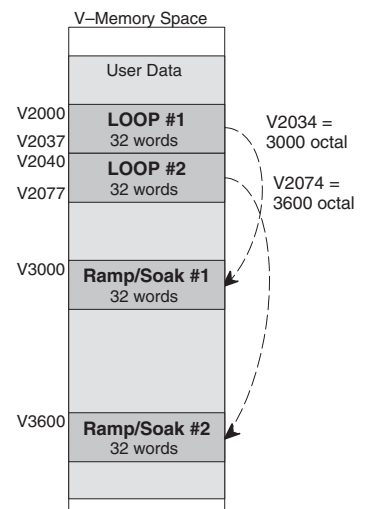 V–Memory Space
User Data
V2000
LOOP #1
V2037
32 words
V2034 =
3000 octal
V2040
LOOP #2
V2077
32 words
V2074 =
3600 octal
V3000
Ramp/Soak #1
32 words
V3600
Ramp/Soak #2
32 words